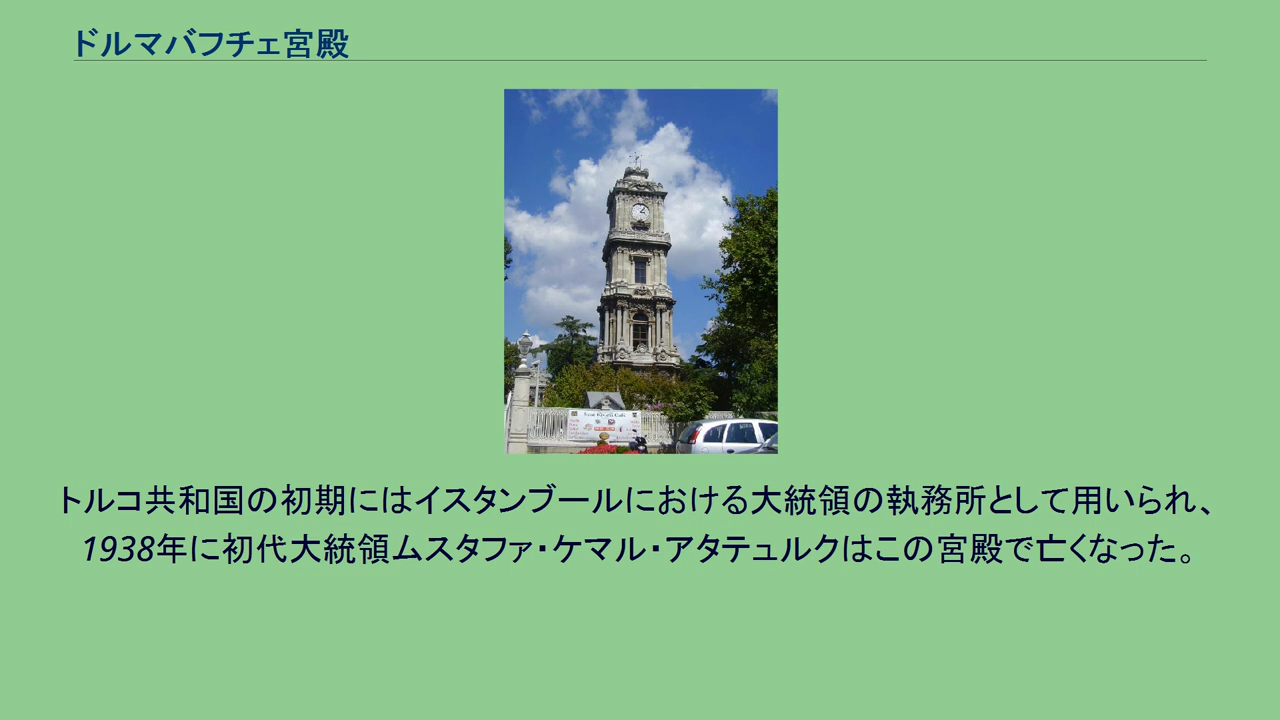 ドルマバフチェ宮殿
トルコ共和国の初期にはイスタンブールにおける大統領の執務所として用いられ、
1938年に初代大統領ムスタファ・ケマル・アタテュルクはこの宮殿で亡くなった。